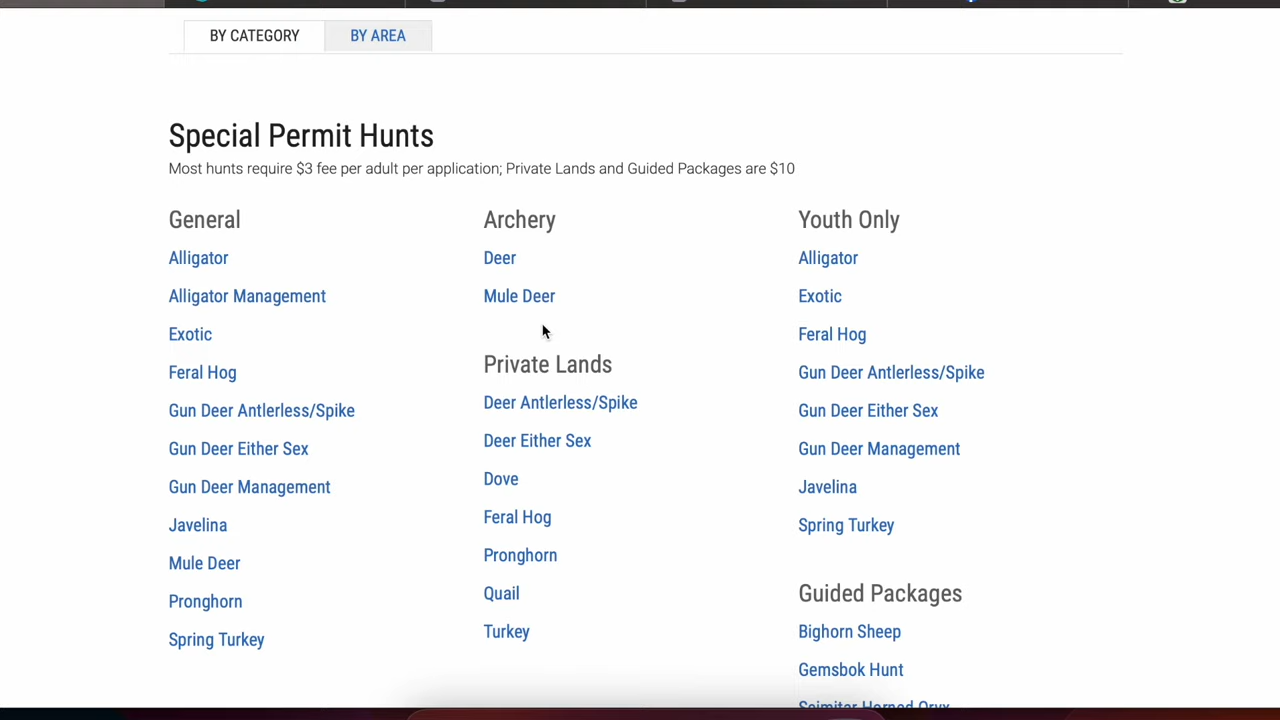 BY CATEGORY
BY AREA
Special Permit Hunts
Most hunts require $3 fee per adult per application; Private Lands and Guided Packages are $10
General
Alligator
Alligator Management
Exotic
Feral Hog
Gun Deer Antlerless/Spike
Gun Deer Either Sex
Gun Deer Management
Javelina
Mule Deer
Pronghorn
Spring Turkey
Archery
Deer
Mule Deer
Private Lands
Deer Antlerless/Spike
Deer Either Sex
Dove
Feral Hog
Pronghorn
Quail
Turkey
Youth Only
Alligator
Exotic
Feral Hog
Gun Deer Antlerless/Spike
Gun Deer Either Sex
Gun Deer Management
Javelina
Spring Turkey
Guided Packages
Bighorn Sheep
Gemsbok Hunt
Scimitar Horned Oryx